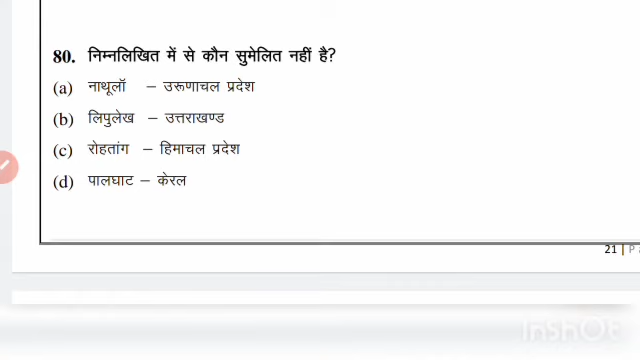 80. निम्नलिखित में से कौन सुमेलित नहीं है?
(a) नाथूलॉ – उरूणाचल प्रदेश
(b) लिपुलेख – उत्तराखण्ड
(c) रोहतांग – हिमाचल प्रदेश
(d) पालघाट – केरल
21 | P
InShOt